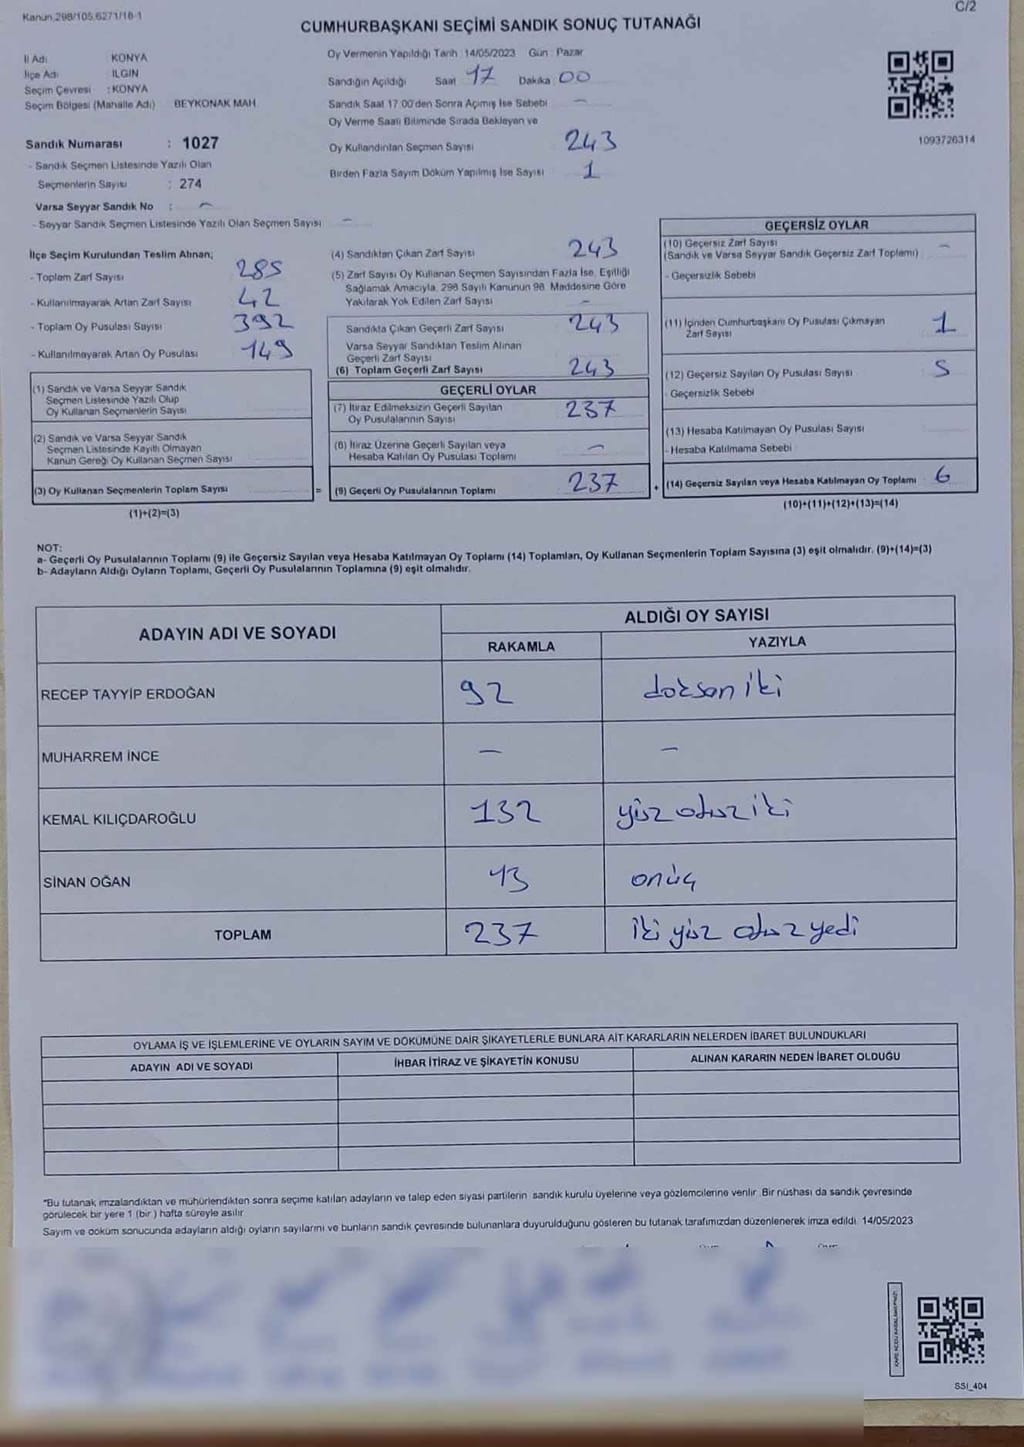 Kanun.298/105,6271/16-1
C/2
CUMHURBAŞKANI SEÇİMİ SANDIK SONUÇ TUTANAĞI
İl Adı KONYA
İlçe Adı ILGIN
Seçim Çevresi : KONYA
Seçim Bölgesi (Mahalle Adı) BEYKONAK MAH.
Sandık Numarası : 1027
- Sandık Seçmen Listesinde Yazılı Olan
Seçmenlerin Sayısı : 274
Varsa Seyyar Sandık No : -
- Seyyar Sandık Seçmen Listesinde Yazılı Olan Seçmen Sayısı -
Oy Vermenin Yapıldığı Tarih :14/05/2023 Gün : Pazar
Sandığın Açıldığı Saat 17 Dakika 00
Sandık Saat 17:00'den Sonra Açımış İse Sebebi -
Oy Verme Saati Bitiminde Sırada Bekleyen ve
Oy Kullandırılan Seçmen Sayısı 243
Birden Fazla Sayım Döküm Yapılmış İse Sayısı 1
1093726314
İlçe Seçim Kurulundan Teslim Alınan;
- Toplam Zarf Sayısı 285
- Kullanılmayarak Artan Zarf Sayısı 42
- Toplam Oy Pusulası Sayısı 392
- Kullanılmayarak Artan Oy Pusulası 149
(1) Sandık ve Varsa Seyyar Sandık
Seçmen Listesinde Yazılı Olup
Oy Kullanan Seçmenlerin Sayısı
(2) Sandık ve Varsa Seyyar Sandık
Seçmen Listesinde Kayıtlı Olmayan
Kanun Gereği Oy Kullanan Seçmen Sayısı
(3) Oy Kullanan Seçmenlerin Toplam Sayısı
(1)+(2)=(3)
(4) Sandıktan Çıkan Zarf Sayısı 243
(5) Zarf Sayısı Oy Kullanan Seçmen Sayısından Fazla İse, Eşitliği
Sağlamak Amacıyla, 298 Sayılı Kanunun 98. Maddesine Göre
Yakılarak Yok Edilen Zarf Sayısı -
Sandıkta Çıkan Geçerli Zarf Sayısı 243
Varsa Seyyar Sandıktan Teslim Alınan
Geçerli Zarf Sayısı
(6) Toplam Geçerli Zarf Sayısı 243
GEÇERLİ OYLAR
(7) İtiraz Edilmeksizin Geçerli Sayılan
Oy Pusulalarının Sayısı 237
(8) İtiraz Üzerine Geçerli Sayılan veya
Hesaba Katılan Oy Pusulası Toplamı -
= (9) Geçerli Oy Pusulalarının Toplamı 237
GEÇERSİZ OYLAR
(10) Geçersiz Zarf Sayısı
(Sandık ve Varsa Seyyar Sandık Geçersiz Zarf Toplamı) -
- Geçersizlik Sebebi
(11) İçinden Cumhurbaşkanı Oy Pusulası Çıkmayan
Zarf Sayısı 1
(12) Geçersiz Sayılan Oy Pusulası Sayısı 5
- Geçersizlik Sebebi
(13) Hesaba Katılmayan Oy Pusulası Sayısı
- Hesaba Katılmama Sebebi
+ (14) Geçersiz Sayılan veya Hesaba Katılmayan Oy Toplamı 6
(10)+(11)+(12)+(13)=(14)
NOT:
a- Geçerli Oy Pusulalarının Toplamı (9) ile Geçersiz Sayılan veya Hesaba Katılmayan Oy Toplamı (14) Toplamları, Oy Kullanan Seçmenlerin Toplam Sayısına (3) eşit olmalıdır. (9)+(14)=(3)
b- Adayların Aldığı Oyların Toplamı, Geçerli Oy Pusulalarının Toplamına (9) eşit olmalıdır.
ADAYIN ADI VE SOYADI
ALDIĞI OY SAYISI
RAKAMLA YAZIYLA
RECEP TAYYİP ERDOĞAN 92 doksan iki
MUHARREM İNCE - -
KEMAL KILIÇDAROĞLU 132 yüz otuz iki
SİNAN OĞAN 13 onüç
TOPLAM 237 iki yüz otuz yedi
OYLAMA İŞ VE İŞLEMLERİNE VE OYLARIN SAYIM VE DÖKÜMÜNE DAİR ŞİKAYETLERLE BUNLARA AİT KARARLARIN NELERDEN İBARET BULUNDUKLARI
ADAYIN ADI VE SOYADI
İHBAR İTİRAZ VE ŞİKAYETİN KONUSU
ALINAN KARARIN NEDEN İBARET OLDUĞU
*Bu tutanak imzalandıktan ve mühürlendikten sonra seçime katılan adayların ve talep eden siyasi partilerin sandık kurulu üyelerine veya gözlemcilerine verilir. Bir nüshası da sandık çevresinde
görülecek bir yere 1 (bir) hafta süreyle asılır.
Sayım ve döküm sonucunda adayların aldığı oyların sayılarını ve bunların sandık çevresinde bulunanlara duyurulduğunu gösteren bu tutanak tarafımızdan düzenlenerek imza edildi. 14/05/2023
SSI_404